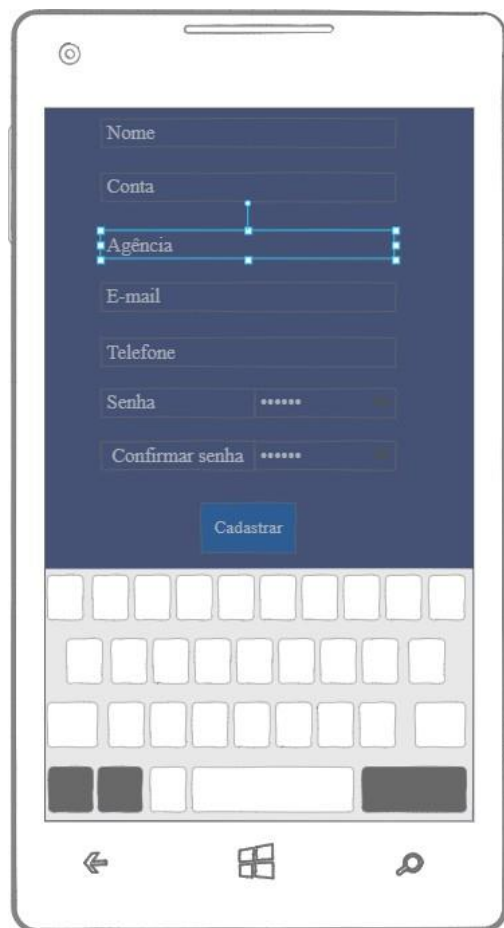 Nome
Conta
Agência
E-mail
Telefone
Senha ••••••
Confirmar senha ••••••
Cadastrar